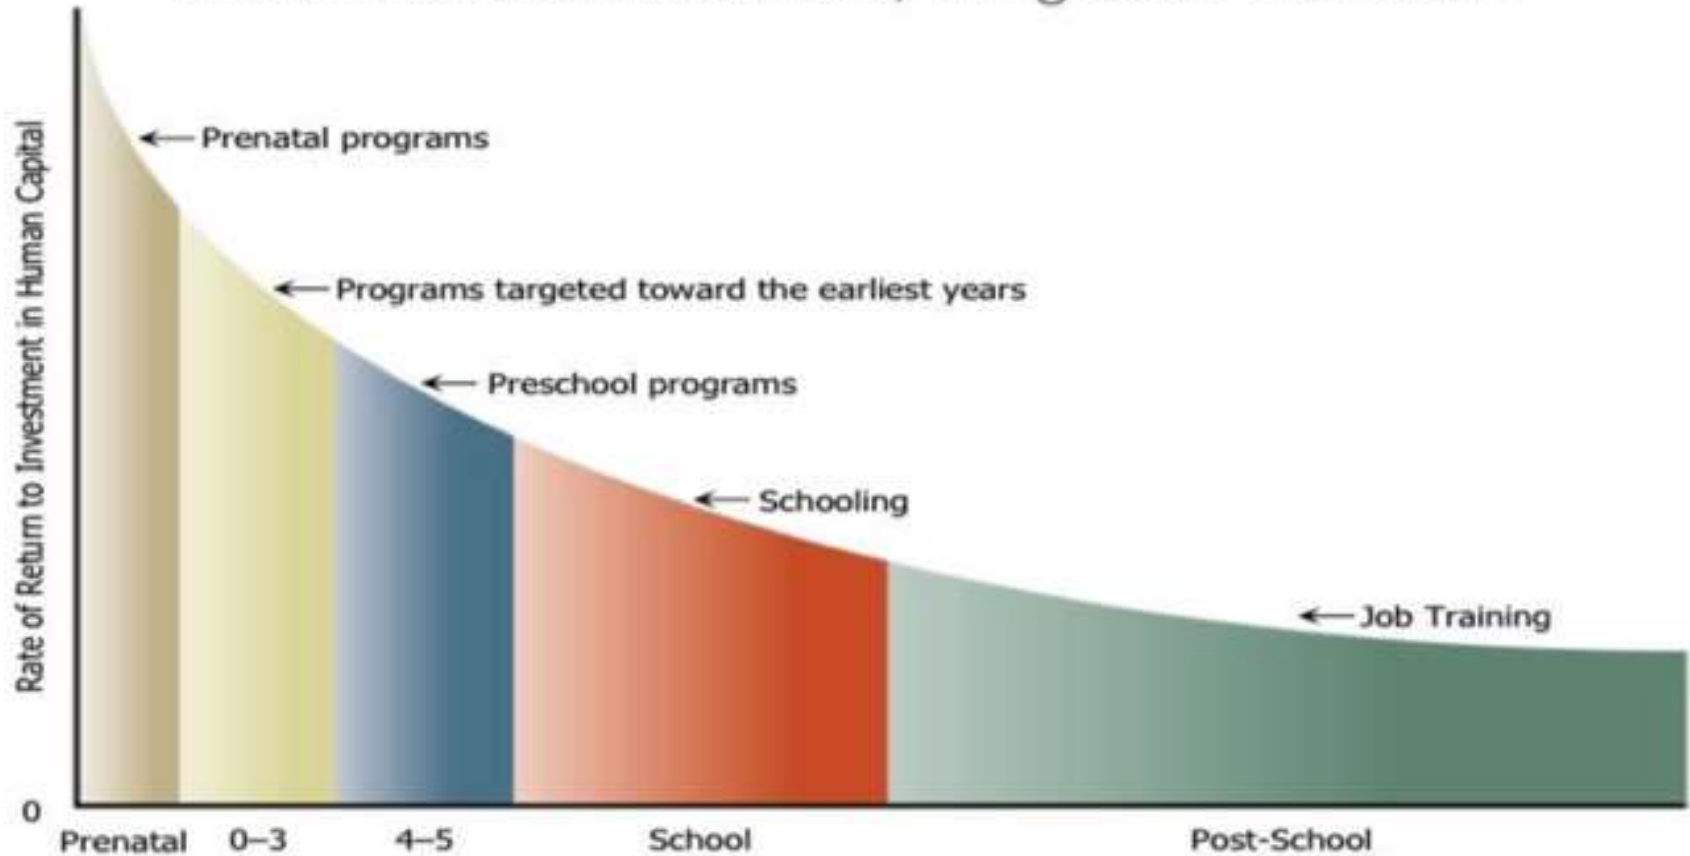 Prenatal programs
Programs targeted toward the earliest years
Preschool programs
Schooling
Job Training
Rate of Return to Investment in Human Capital
0
Prenatal 0–3 4–5 School Post-School